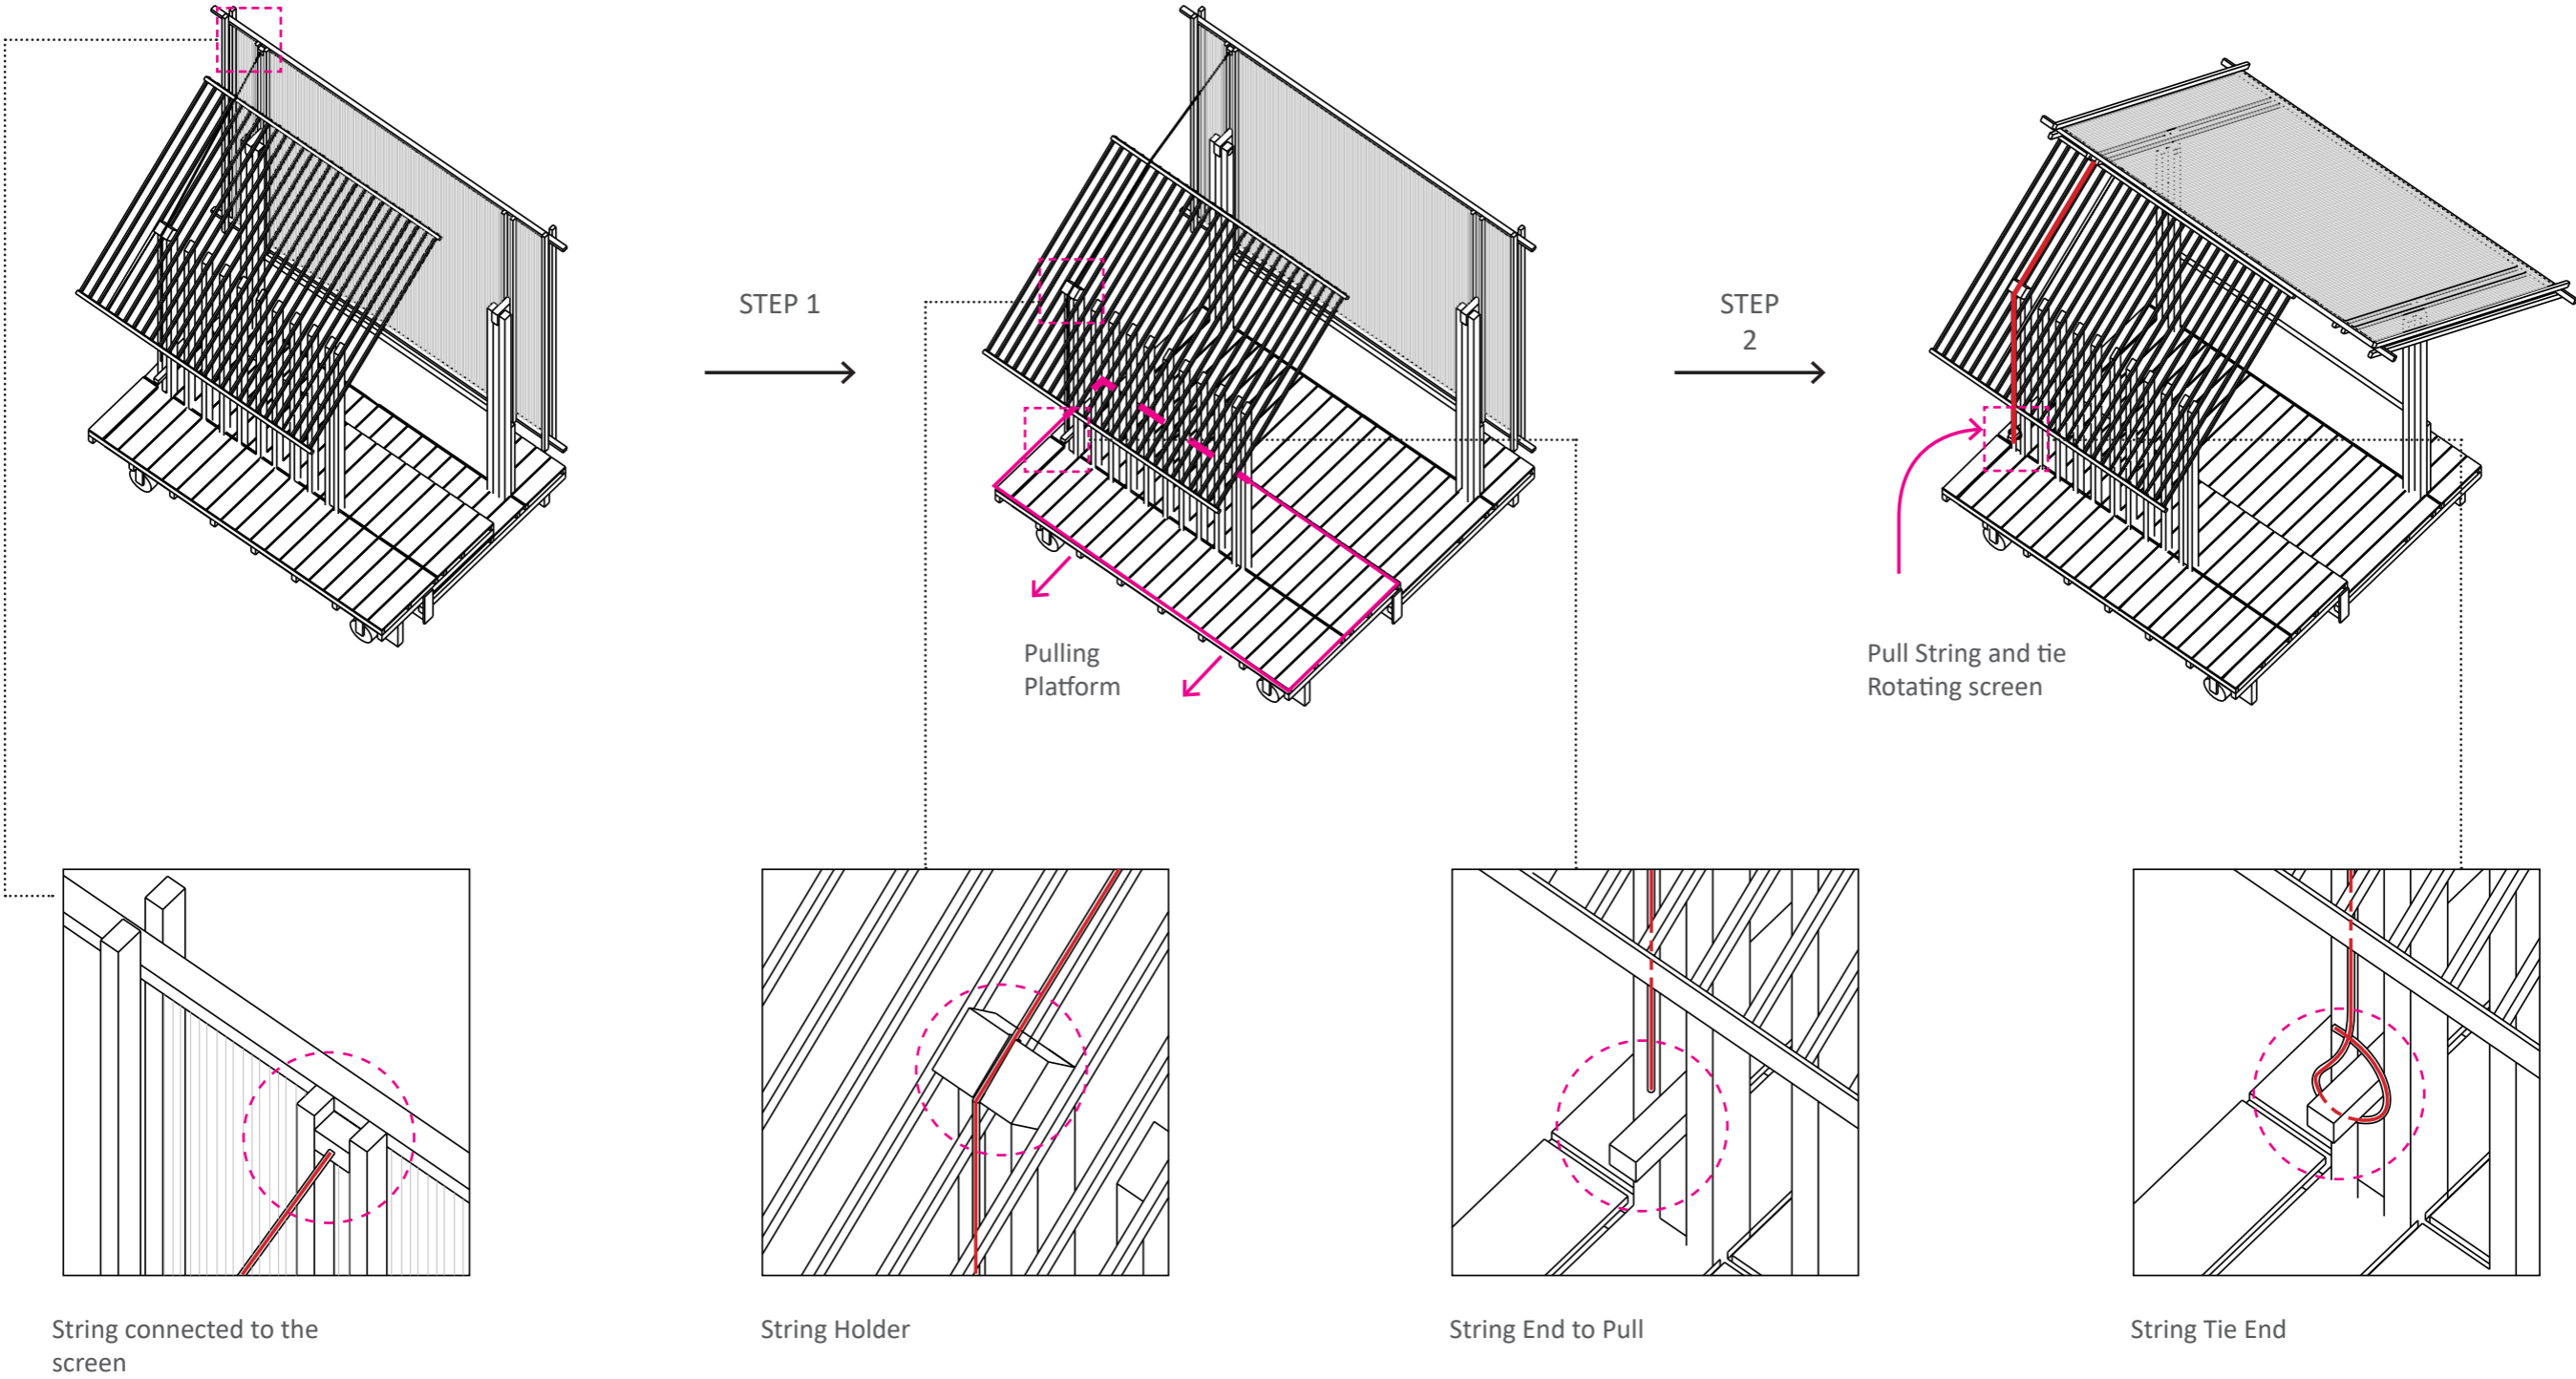 STEP 1
STEP
2
Pulling
Platform
Pull String and tie
Rotating screen
String connected to the
screen
String Holder
String End to Pull
String Tie End